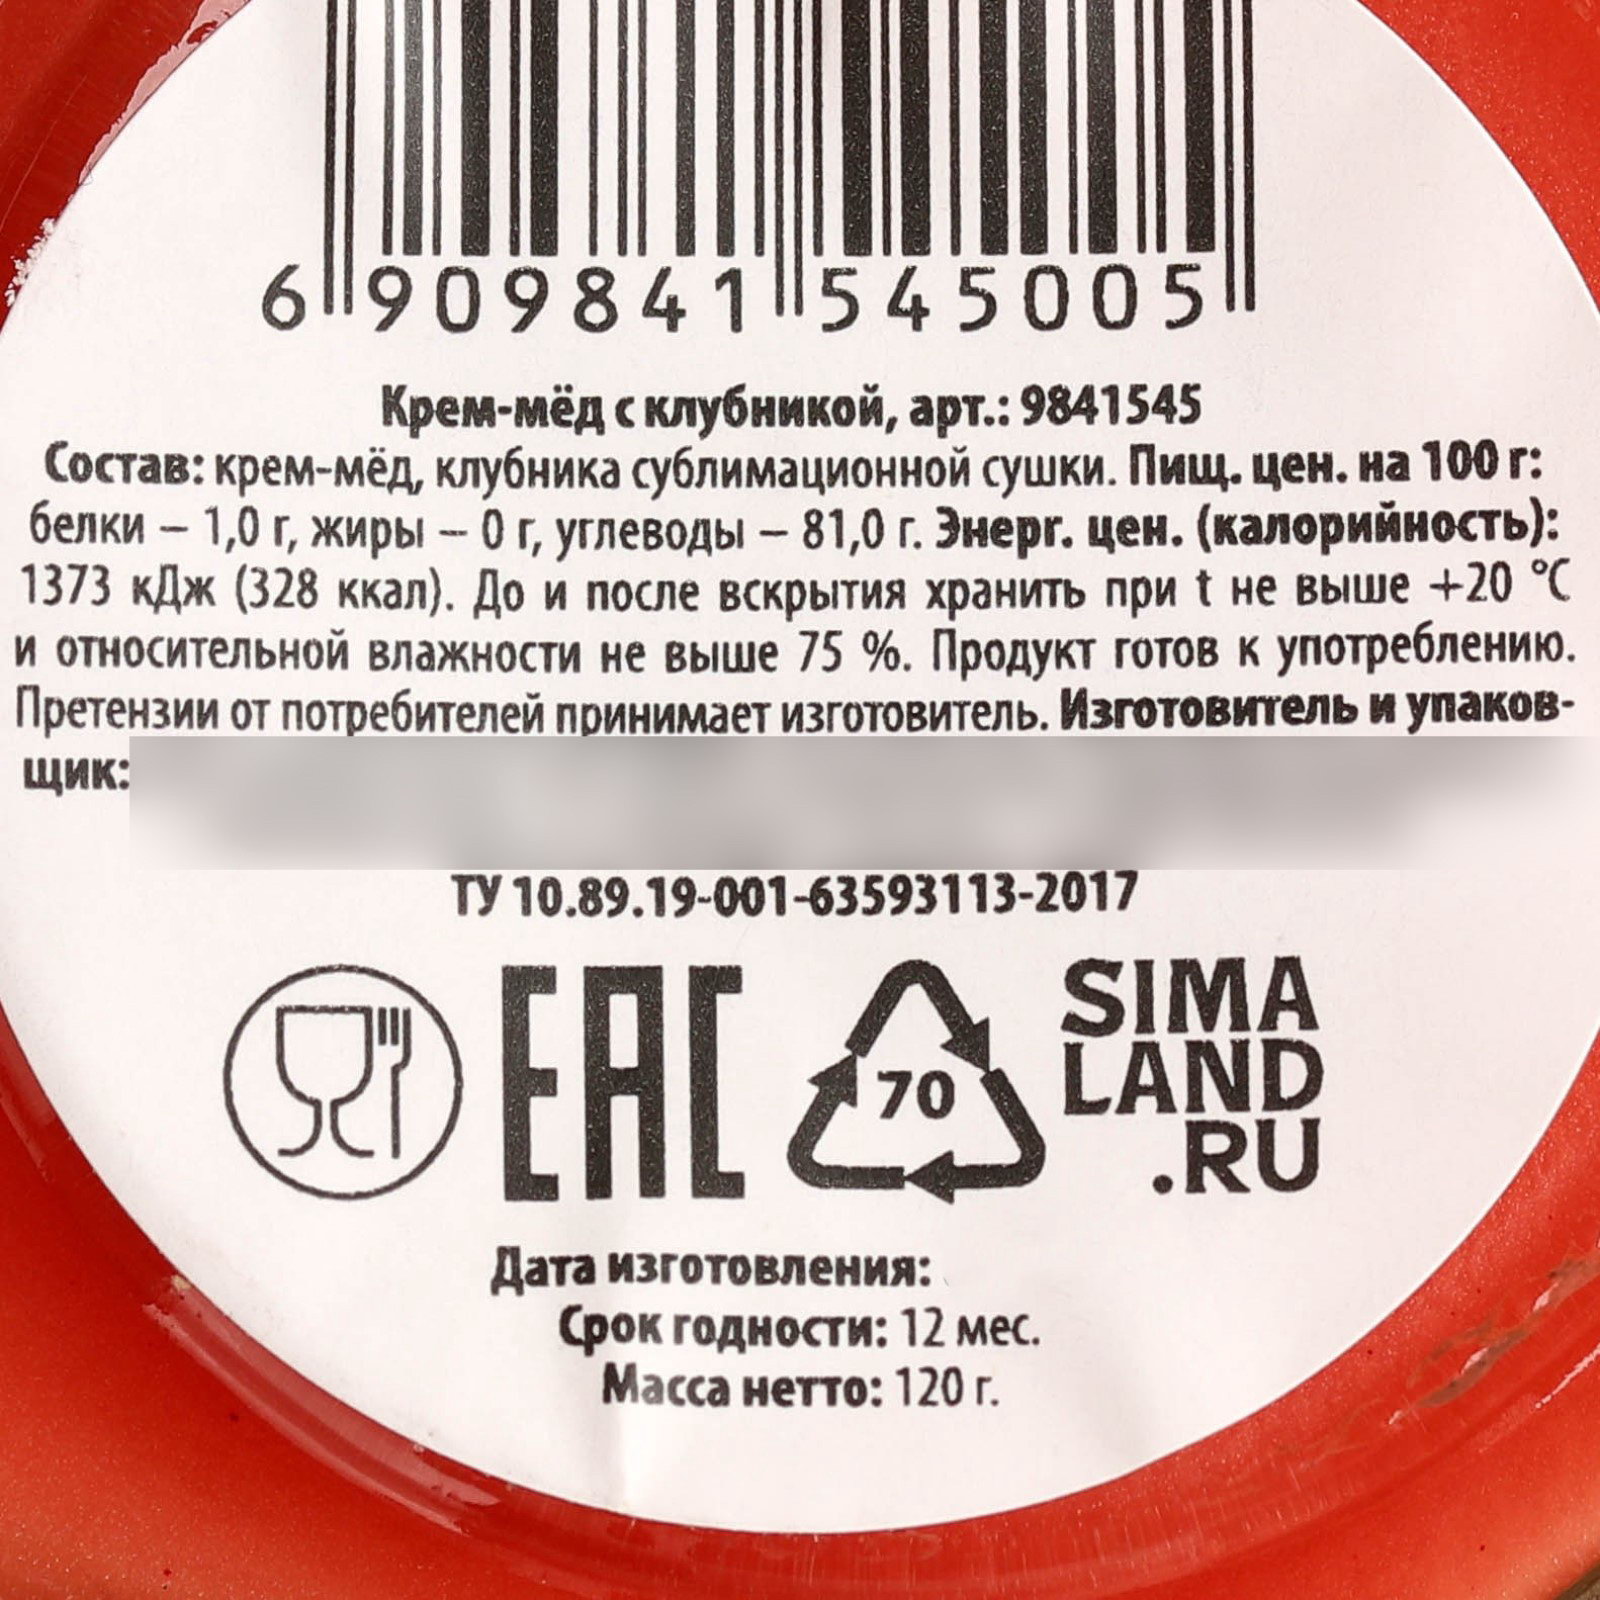 6 909841 545005
Крем-мёд с клубникой, арт.: 9841545
Состав: крем-мёд, клубника сублимационной сушки. Пищ. цен. на 100 г:
белки – 1,0 г, жиры – 0 г, углеводы – 81,0 г. Энерг. цен. (калорийность):
1373 кДж (328 ккал). До и после вскрытия хранить при t не выше +20 °С
и относительной влажности не выше 75 %. Продукт готов к употреблению.
Претензии от потребителей принимает изготовитель. Изготовитель и упаков-
щик:
ТУ 10.89.19-001-63593113-2017
EAC
70
SIMA
LAND
.RU
Дата изготовления:
Срок годности: 12 мес.
Масса нетто: 120 г.